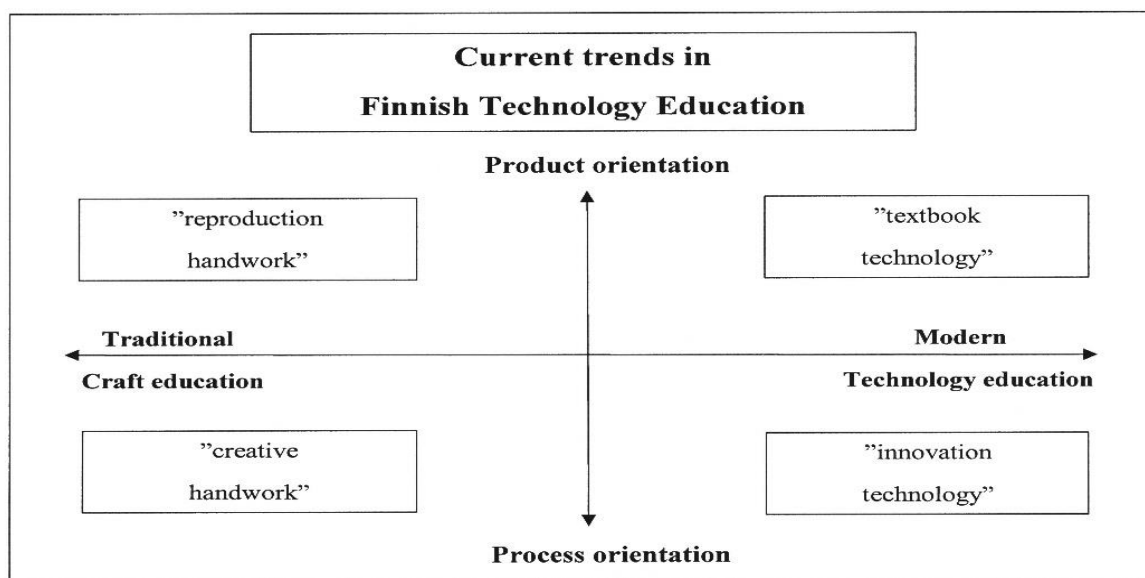 Current trends in
Finnish Technology Education
Product orientation
”reproduction
handwork”
”textbook
technology”
Traditional
Modern
Craft education
Technology education
”creative
handwork”
”innovation
technology”
Process orientation